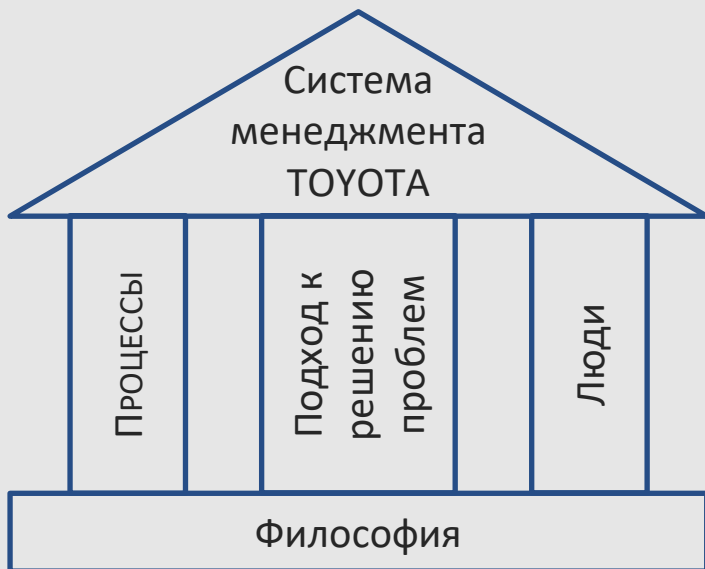 Система
менеджмента
TOYOTA
ПРОЦЕССЫ
Подход к
решению
проблем
Люди
Философия